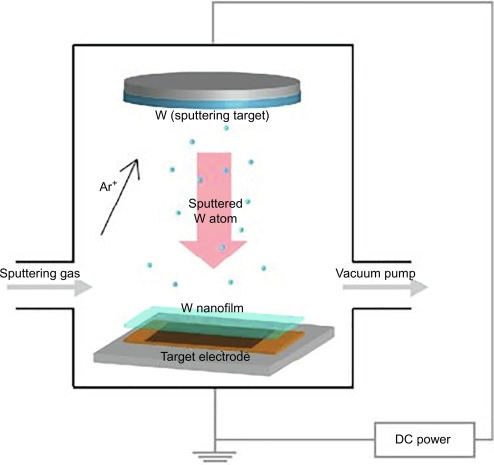 W (sputtering target)
Ar+
Sputtered
W atom
Sputtering gas
Vacuum pump
W nanofilm
Target electrode
DC power